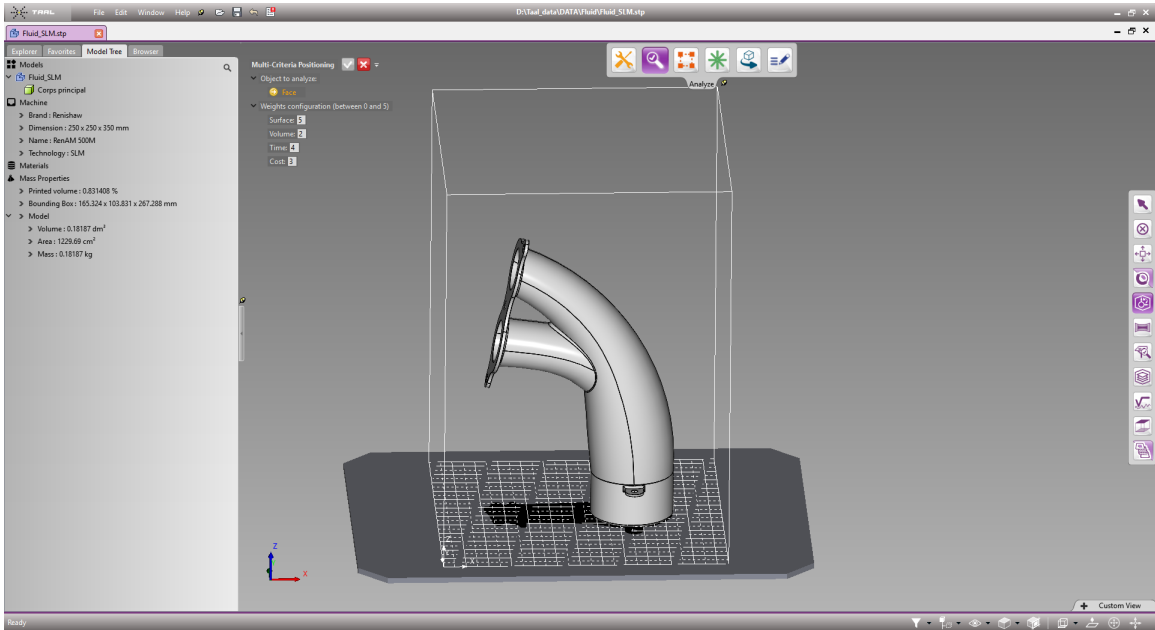 TAAL File Edit Window Help D:\Taal_data\DATA\Fluid\Fluid_SLM.stp
Fluid_SLM.stp
Explorer Favorites Model Tree Browser
Models
Fluid_SLM
Corps principal
Machine
Brand : Renishaw
Dimension : 250 x 250 x 350 mm
Name : RenAM 500M
Technology : SLM
Materials
Mass Properties
Printed volume : 0.831408 %
Bounding Box : 165.324 x 103.831 x 267.288 mm
Model
Volume : 0.18187 dm³
Area : 1229.69 cm²
Mass : 0.18187 kg
Multi-Criteria Positioning
Object to analyze:
Face
Weights configuration (between 0 and 5)
Surface: 5
Volume: 2
Time: 4
Cost: 3
Analyze
Z
X
Z
X
Custom View
Ready